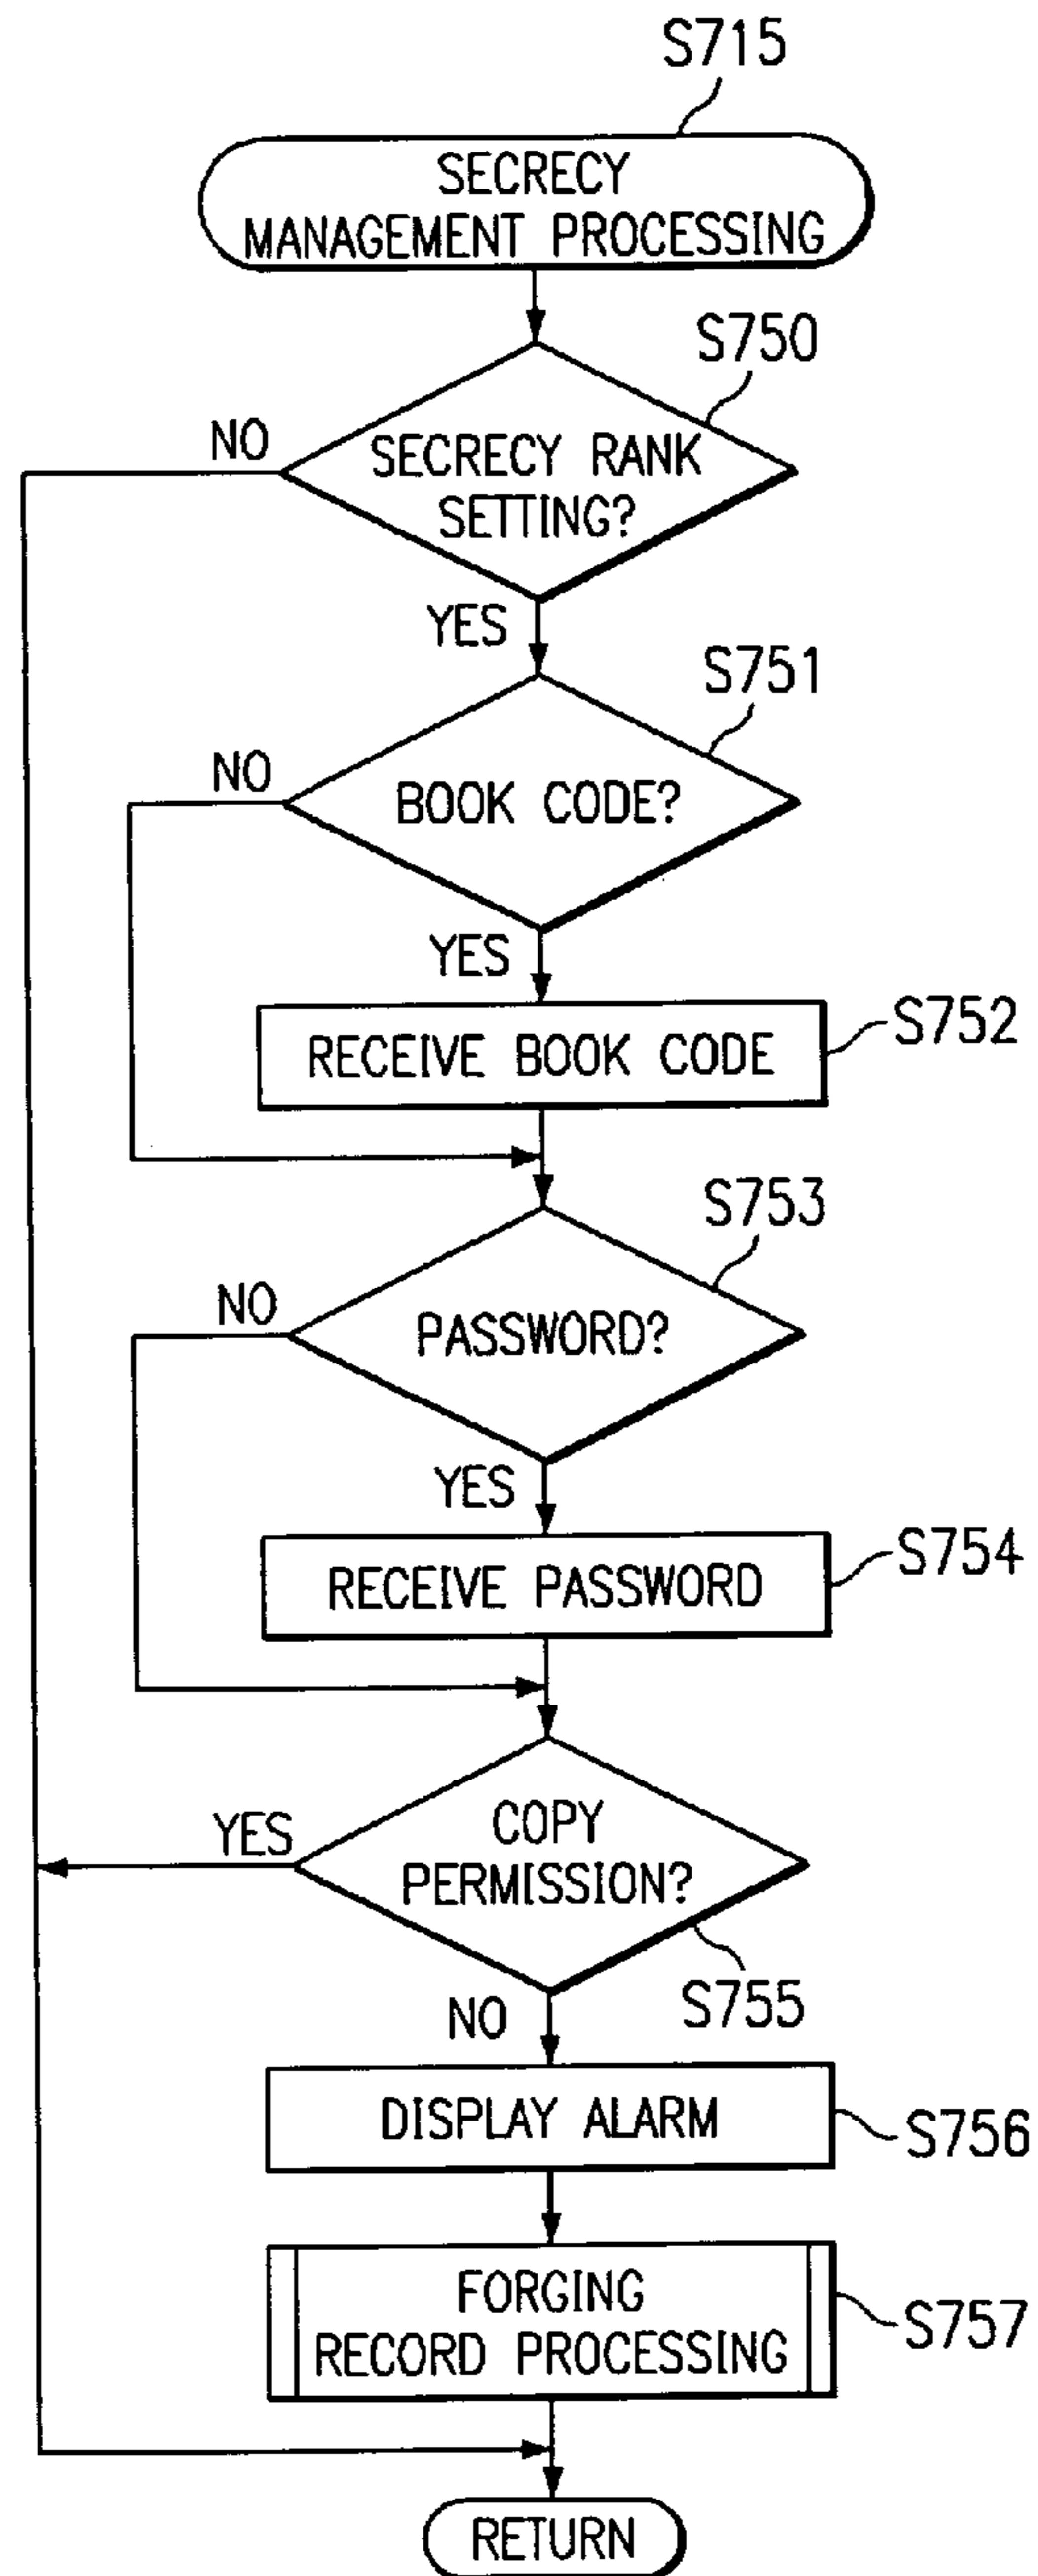 S715
SECRECY
MANAGEMENT PROCESSING
S750
NO
SECRECY RANK
SETTING?
YES
S751
NO
BOOK CODE?
YES
RECEIVE BOOK CODE
S752
S753
NO
PASSWORD?
YES
RECEIVE PASSWORD
S754
YES
COPY
PERMISSION?
NO
S755
DISPLAY ALARM
S756
FORGING
RECORD PROCESSING
S757
RETURN